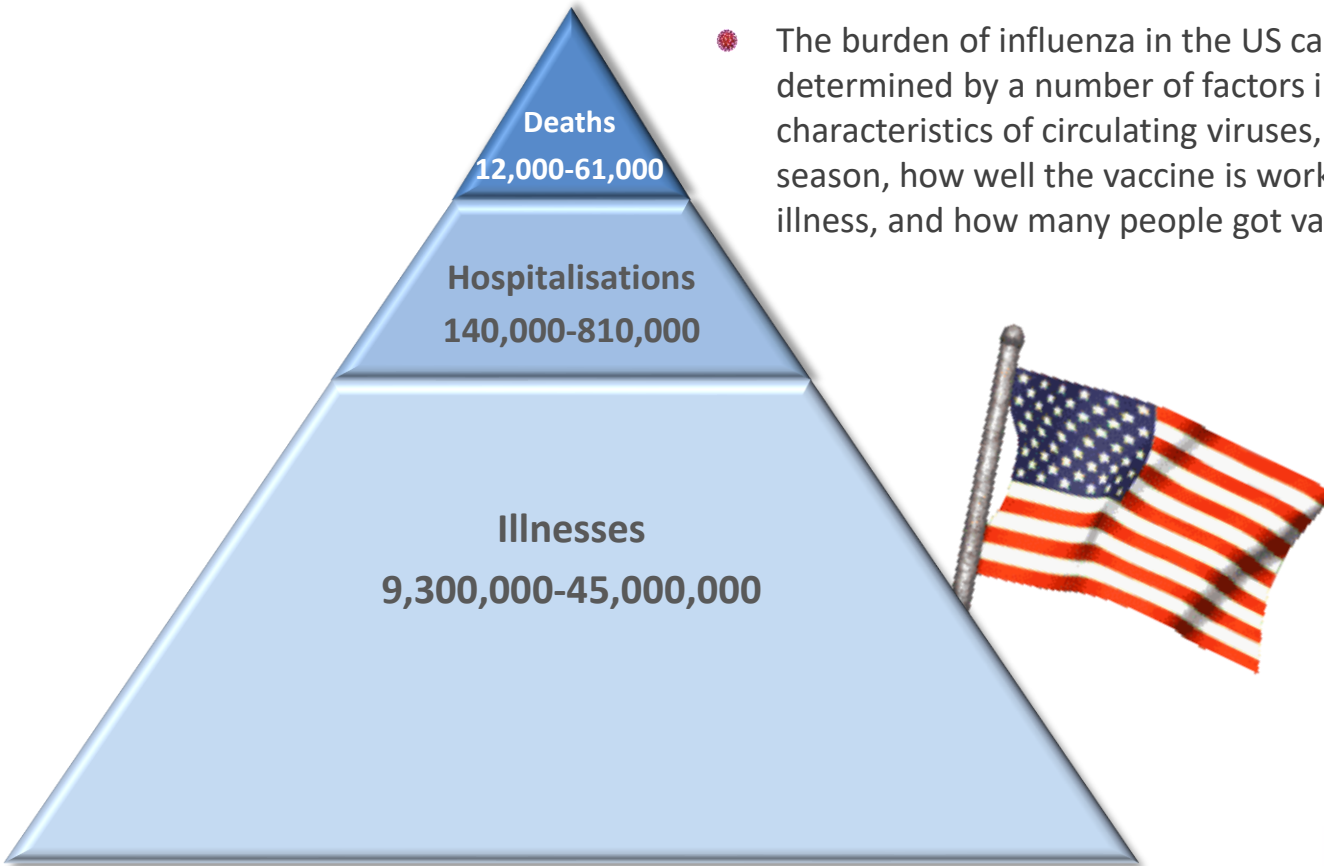 Deaths
12,000-61,000
Hospitalisations
140,000-810,000
Illnesses
9,300,000-45,000,000
The burden of influenza in the US ca
determined by a number of factors i
characteristics of circulating viruses,
season, how well the vaccine is work
illness, and how many people got va